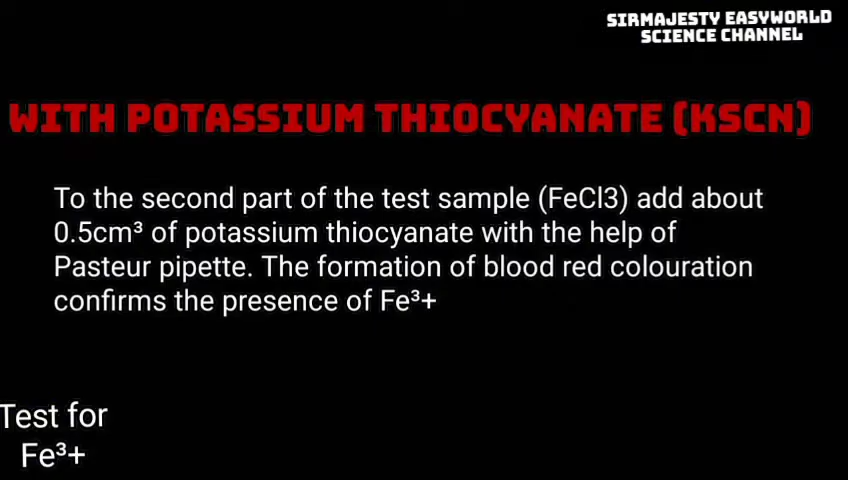 SIRMAJESTY EASYWORLD
SCIENCE CHANNEL
WITH POTASSIUM THIOCYANATE (KSCN)
To the second part of the test sample (FeCl3) add about
0.5cm³ of potassium thiocyanate with the help of
Pasteur pipette. The formation of blood red colouration
confirms the presence of Fe³+
Test for
Fe³+